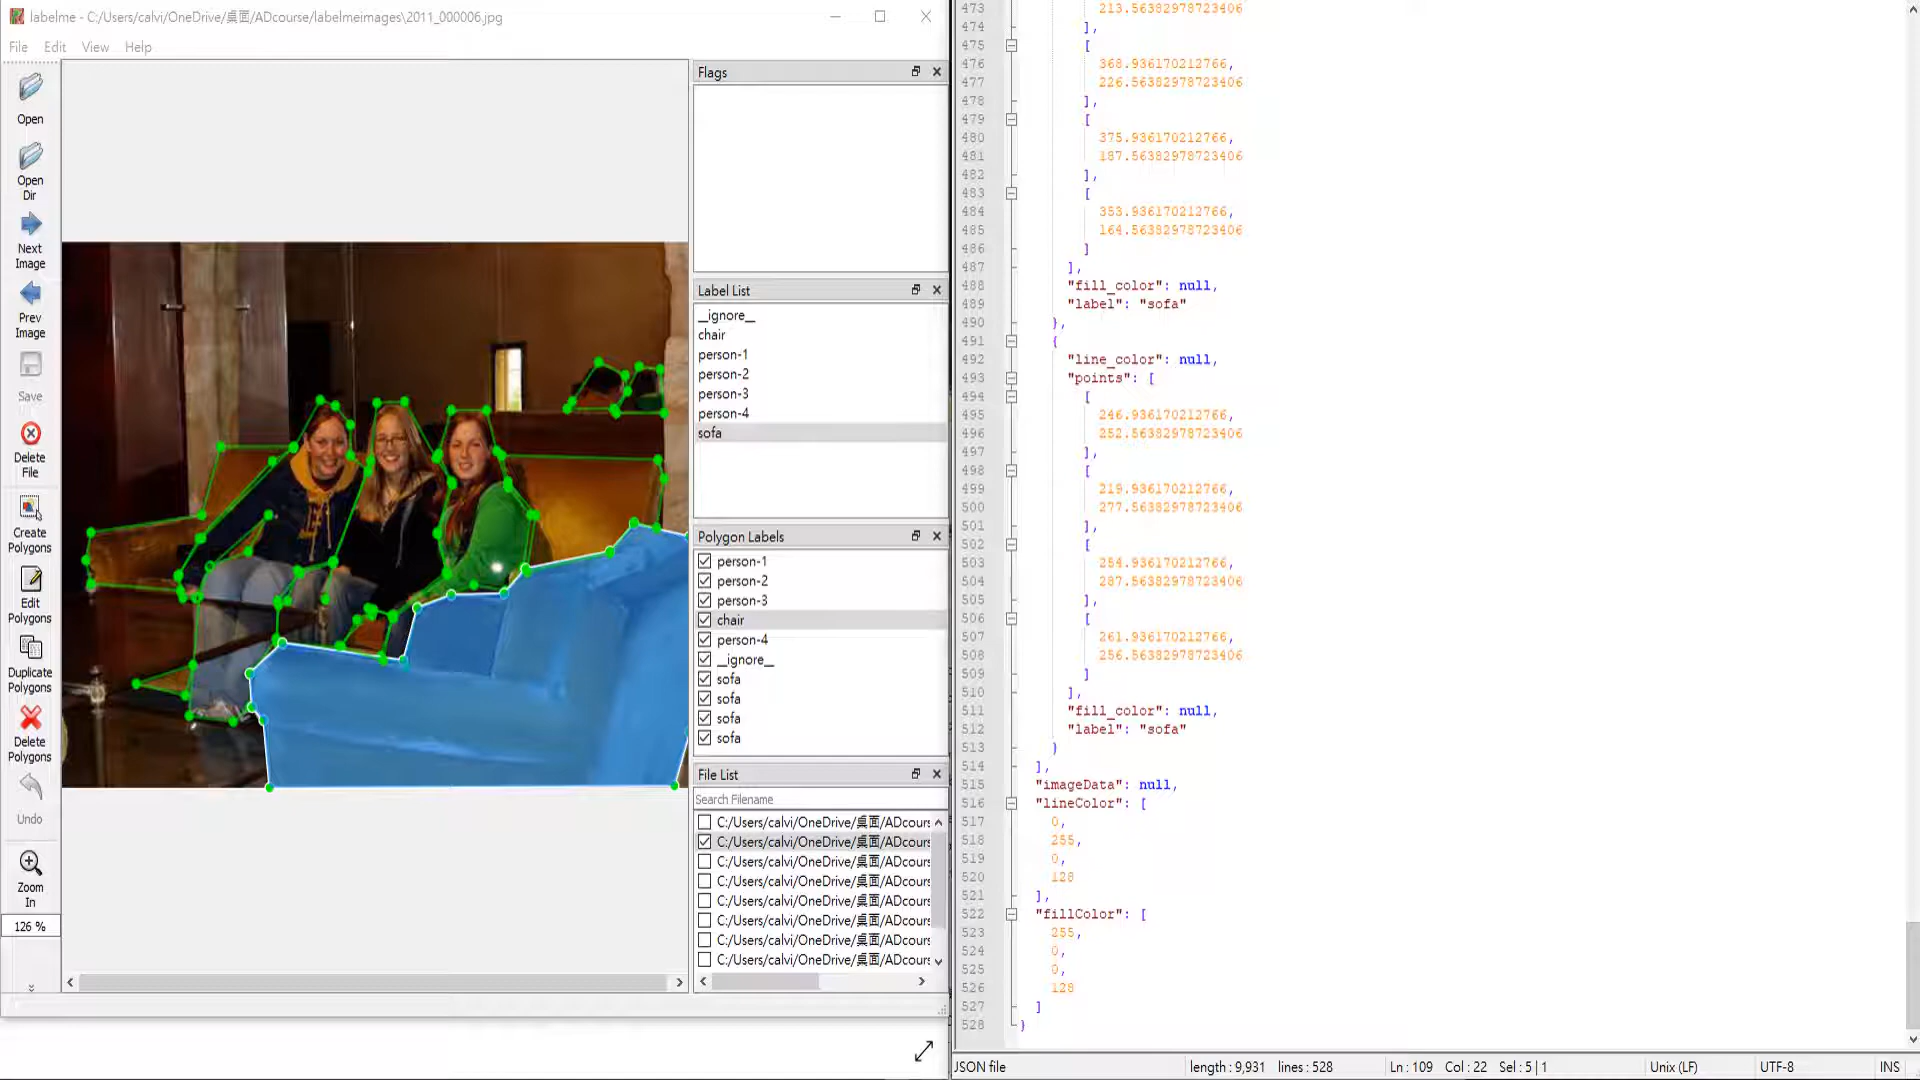 labelme - C:/Users/calvi/OneDrive/桌面/ADcourse/labelmeimages\2011_000006.jpg
File Edit View Help
Open
Open
Dir
Next
Image
Prev
Image
Save
Delete
File
Create
Polygons
Edit
Polygons
Duplicate
Polygons
Delete
Polygons
Undo
Zoom
In
126 %
Flags
Label List
__ignore__
chair
person-1
person-2
person-3
person-4
sofa
Polygon Labels
person-1
person-2
person-3
chair
person-4
__ignore__
sofa
sofa
sofa
sofa
File List
Search Filename
C:/Users/calvi/OneDrive/桌面/ADcours
C:/Users/calvi/OneDrive/桌面/ADcours
C:/Users/calvi/OneDrive/桌面/ADcours
C:/Users/calvi/OneDrive/桌面/ADcours
C:/Users/calvi/OneDrive/桌面/ADcours
C:/Users/calvi/OneDrive/桌面/ADcours
C:/Users/calvi/OneDrive/桌面/ADcours
C:/Users/calvi/OneDrive/桌面/ADcours
473 213.56382978723406
474 ],
475 [
476 368.936170212766,
477 226.56382978723406
478 ],
479 [
480 375.936170212766,
481 187.56382978723406
482 ],
483 [
484 353.936170212766,
485 164.56382978723406
486 ]
487 ],
488 "fill_color": null,
489 "label": "sofa"
490 },
491 {
492 "line_color": null,
493 "points": [
494 [
495 246.936170212766,
496 252.56382978723406
497 ],
498 [
499 219.936170212766,
500 277.56382978723406
501 ],
502 [
503 254.936170212766,
504 287.56382978723406
505 ],
506 [
507 261.936170212766,
508 256.56382978723406
509 ]
510 ],
511 "fill_color": null,
512 "label": "sofa"
513 }
514 ],
515 "imageData": null,
516 "lineColor": [
517 0,
518 255,
519 0,
520 128
521 ],
522 "fillColor": [
523 255,
524 0,
525 0,
526 128
527 ]
528 }
JSON file length : 9,931 lines : 528 Ln : 109 Col : 22 Sel : 5 | 1 Unix (LF) UTF-8 INS